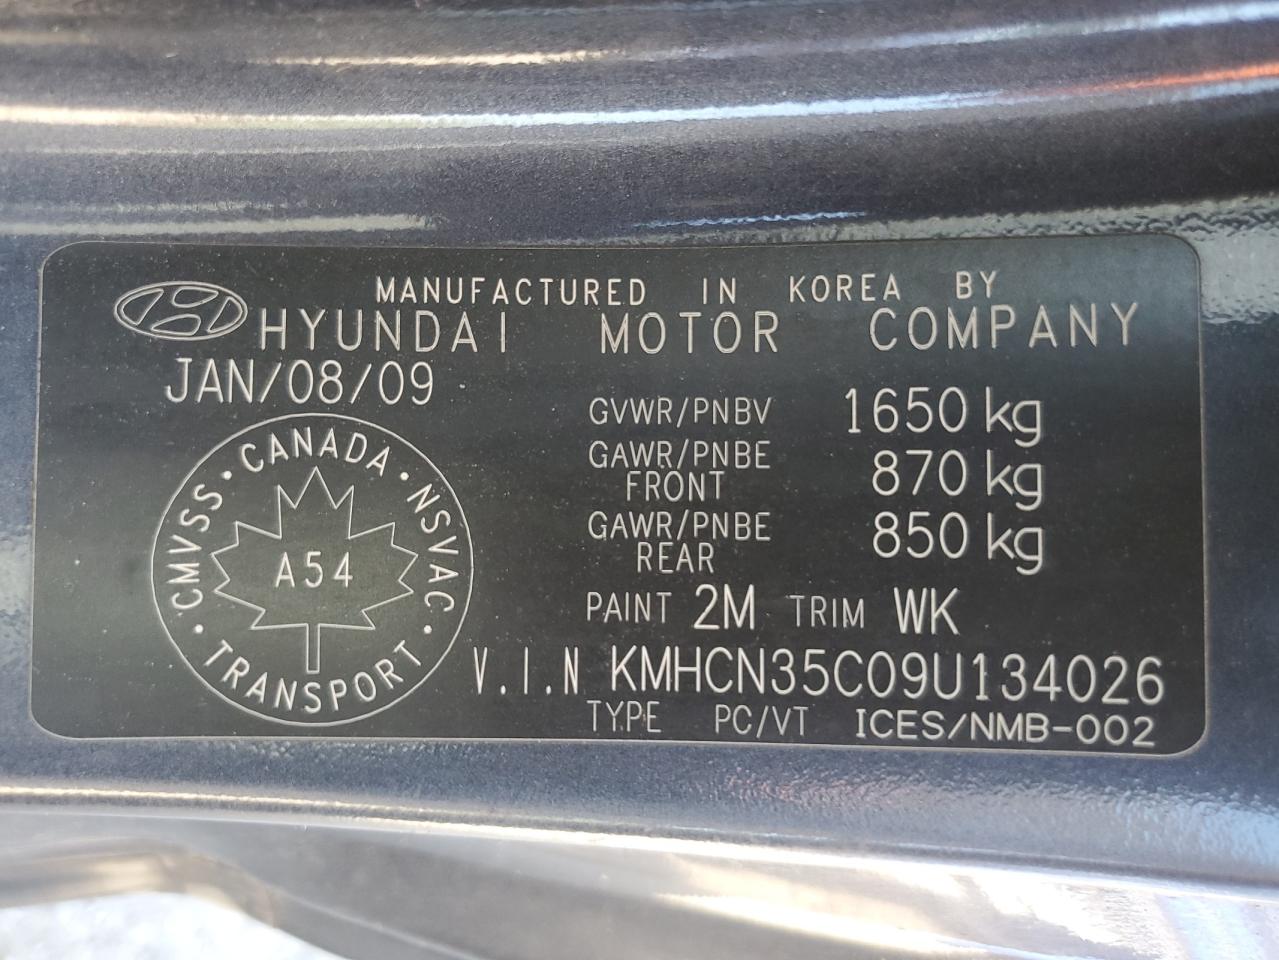 MANUFACTURED IN KOREA BY
HYUNDAI MOTOR COMPANY
JAN/08/09
GVWR/PNBV 1650 kg
GAWR/PNBE FRONT 870 kg
GAWR/PNBE REAR 850 kg
CMVSS · CANADA · NSVAC · TRANSPORT ·
A54
PAINT 2M TRIM WK
V.I.N KMHCN35C09U134026
TYPE PC/VT ICES/NMB-002